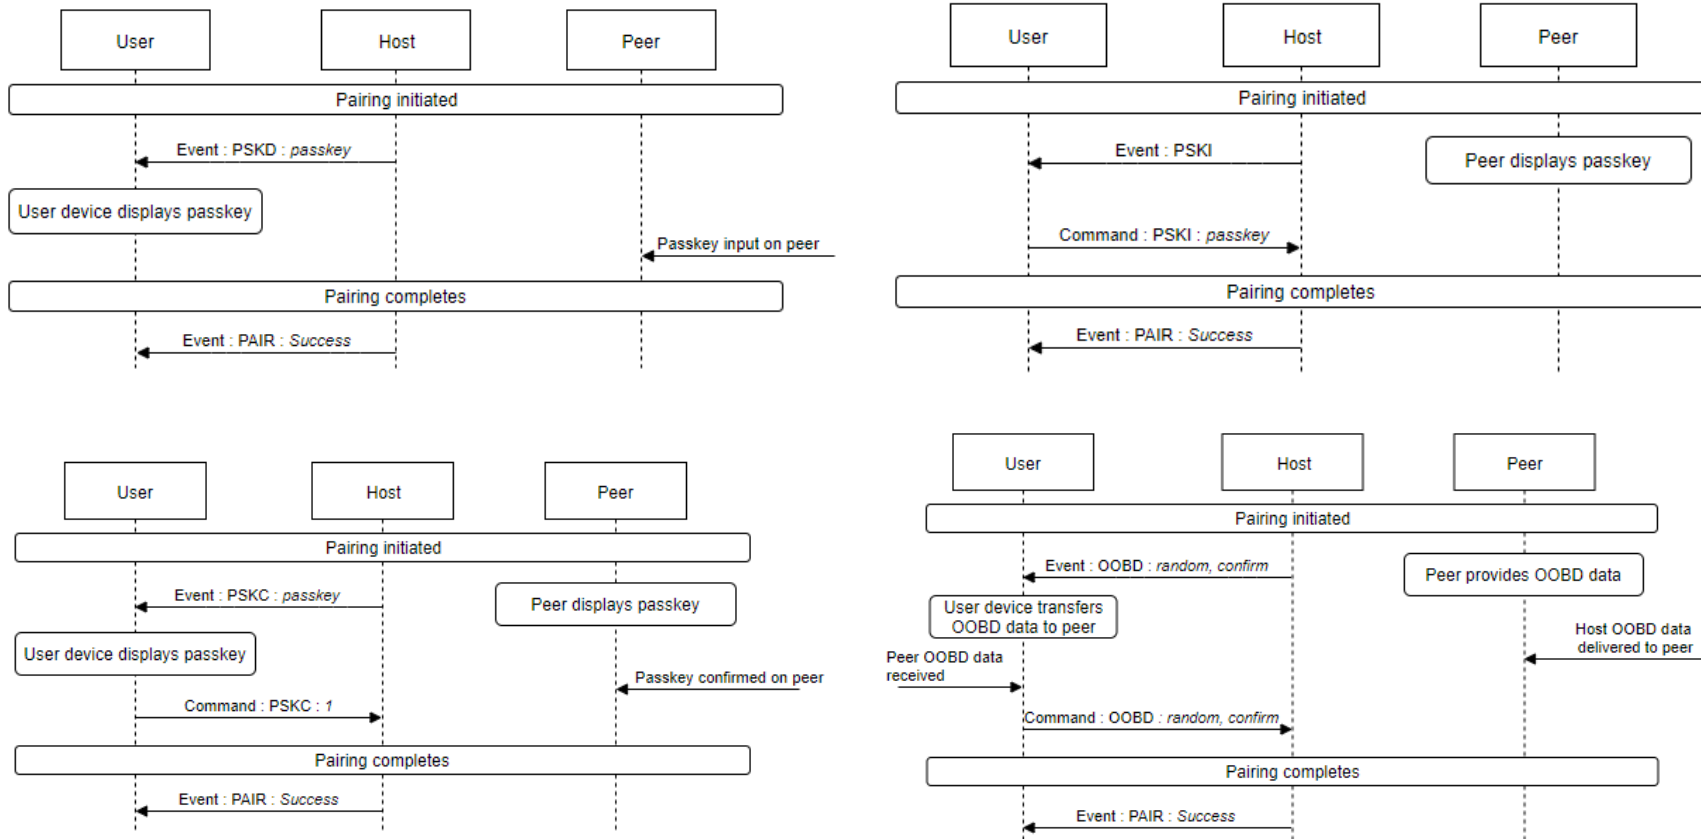 User
Host
Peer
Pairing initiated
Event : PSKD : passkey
User device displays passkey
Passkey input on peer
Pairing completes
Event : PAIR : Success
User
Host
Peer
Pairing initiated
Event : PSKI
Peer displays passkey
Command : PSKI : passkey
Pairing completes
Event : PAIR : Success
User
Host
Peer
Pairing initiated
Event : PSKC : passkey
Peer displays passkey
User device displays passkey
Passkey confirmed on peer
Command : PSKC : 1
Pairing completes
Event : PAIR : Success
User
Host
Peer
Pairing initiated
Event : OOBD : random, confirm
Peer provides OOBD data
User device transfers
OOBD data to peer
Host OOBD data
delivered to peer
Peer OOBD data
received
Command : OOBD : random, confirm
Pairing completes
Event : PAIR : Success